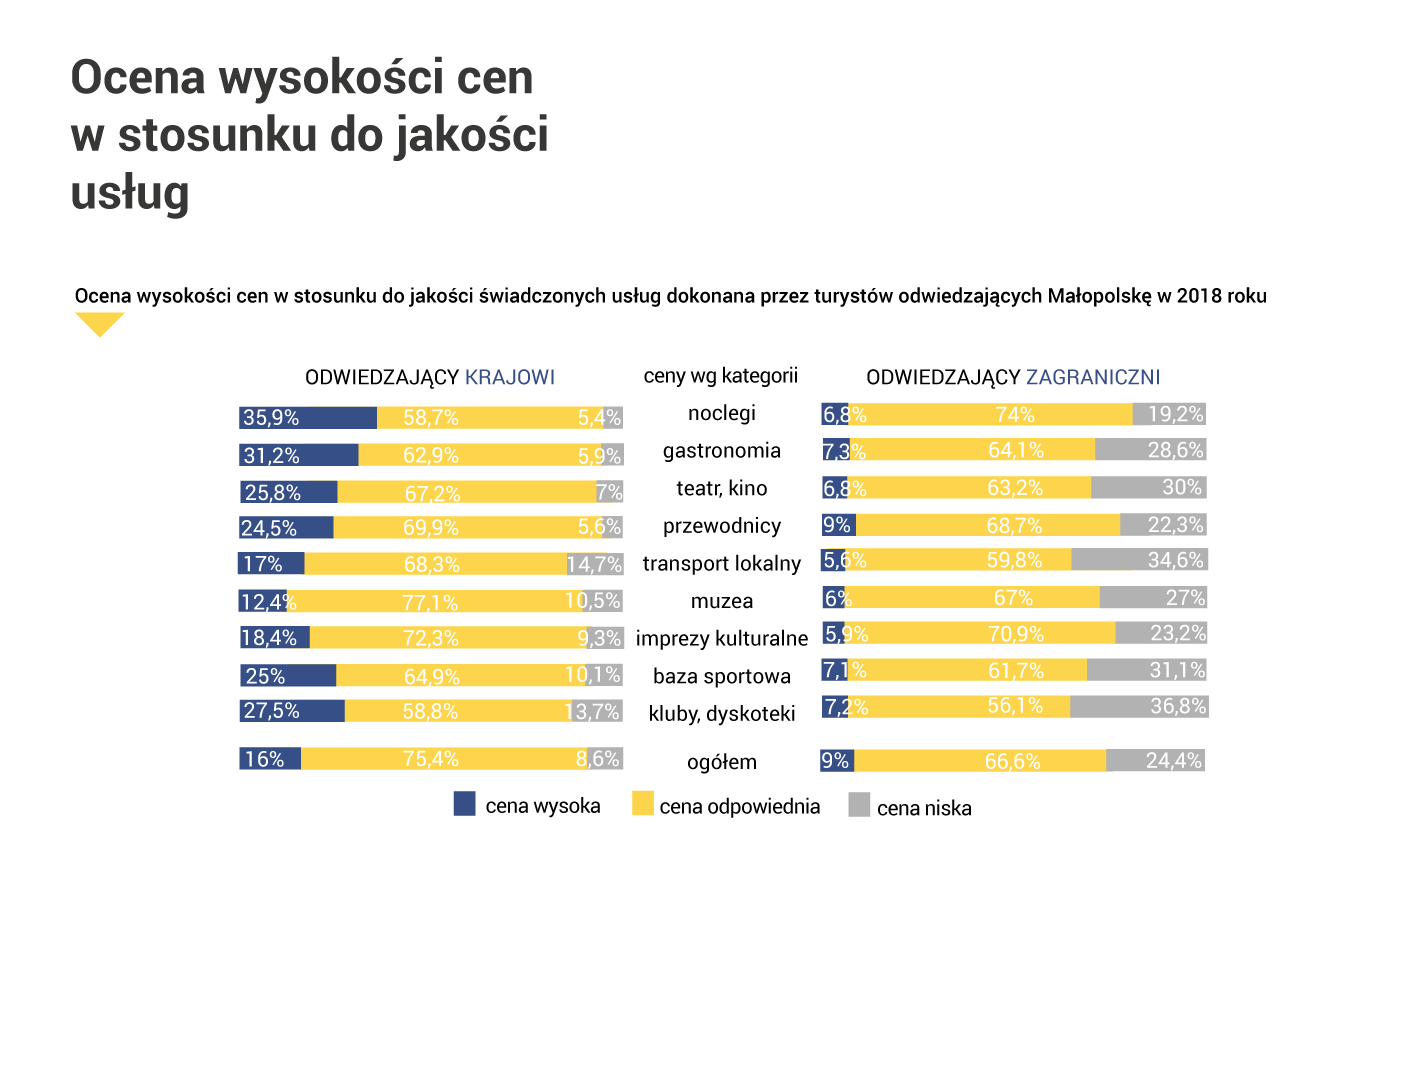 Ocena wysokości cen
w stosunku do jakości
usług
Ocena wysokości cen w stosunku do jakości świadczonych usług dokonana przez turystów odwiedzających Małopolskę w 2018 roku
ODWIEDZAJĄCY KRAJOWI ceny wg kategorii ODWIEDZAJĄCY ZAGRANICZNI
35,9% 58,7% 5,4% noclegi 6,8% 74% 19,2%
31,2% 62,9% 5,9% gastronomia 7,3% 64,1% 28,6%
25,8% 67,2% 7% teatr, kino 6,8% 63,2% 30%
24,5% 69,9% 5,6% przewodnicy 9% 68,7% 22,3%
17% 68,3% 14,7% transport lokalny 5,6% 59,8% 34,6%
12,4% 77,1% 10,5% muzea 6% 67% 27%
18,4% 72,3% 9,3% imprezy kulturalne 5,9% 70,9% 23,2%
25% 64,9% 10,1% baza sportowa 7,1% 61,7% 31,1%
27,5% 58,8% 13,7% kluby, dyskoteki 7,2% 56,1% 36,8%
16% 75,4% 8,6% ogółem 9% 66,6% 24,4%
cena wysoka cena odpowiednia cena niska